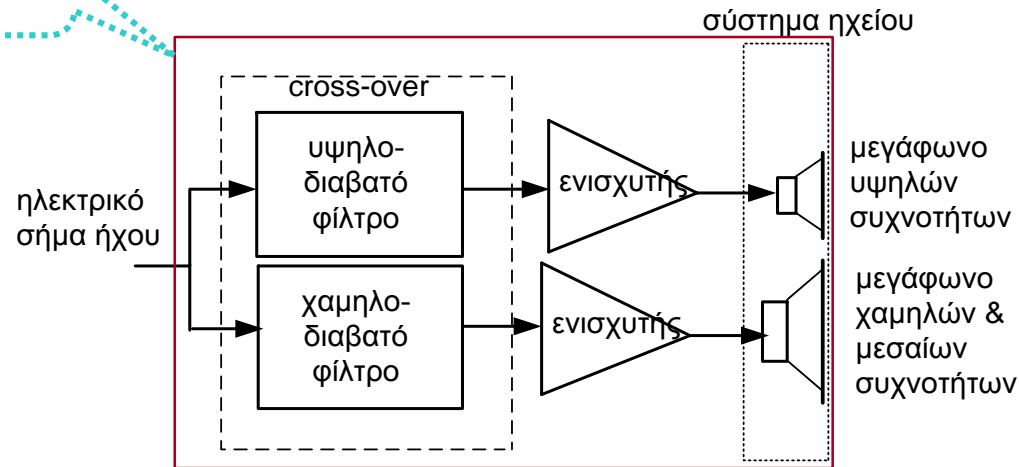 σύστημα ηχείου
cross-over
υψηλο-
διαβατό
φίλτρο
ενισχυτής
μεγάφωνο
υψηλών
συχνοτήτων
ηλεκτρικό
σήμα ήχου
χαμηλο-
διαβατό
φίλτρο
ενισχυτής
μεγάφωνο
χαμηλών &
μεσαίων
συχνοτήτων